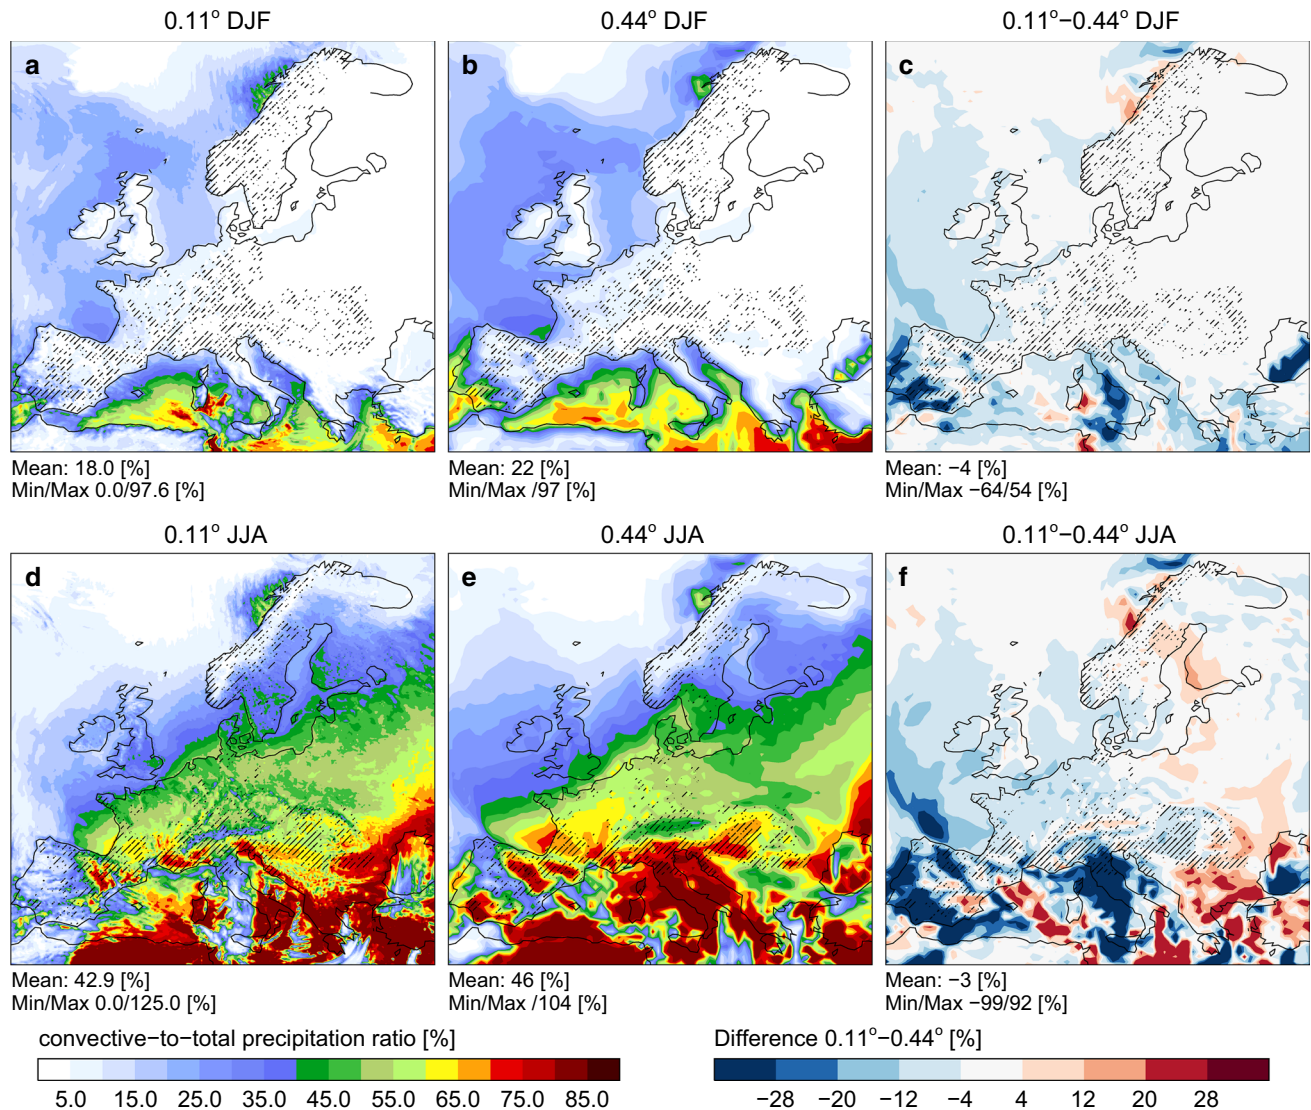 0.11° DJF
0.44° DJF
0.11°−0.44° DJF
a
b
c
Mean: 18.0 [%]
Min/Max 0.0/97.6 [%]
Mean: 22 [%]
Min/Max /97 [%]
Mean: −4 [%]
Min/Max −64/54 [%]
0.11° JJA
0.44° JJA
0.11°−0.44° JJA
d
e
f
Mean: 42.9 [%]
Min/Max 0.0/125.0 [%]
Mean: 46 [%]
Min/Max /104 [%]
Mean: −3 [%]
Min/Max −99/92 [%]
convective−to−total precipitation ratio [%]
5.0 15.0 25.0 35.0 45.0 55.0 65.0 75.0 85.0
Difference 0.11°−0.44° [%]
−28 −20 −12 −4 4 12 20 28